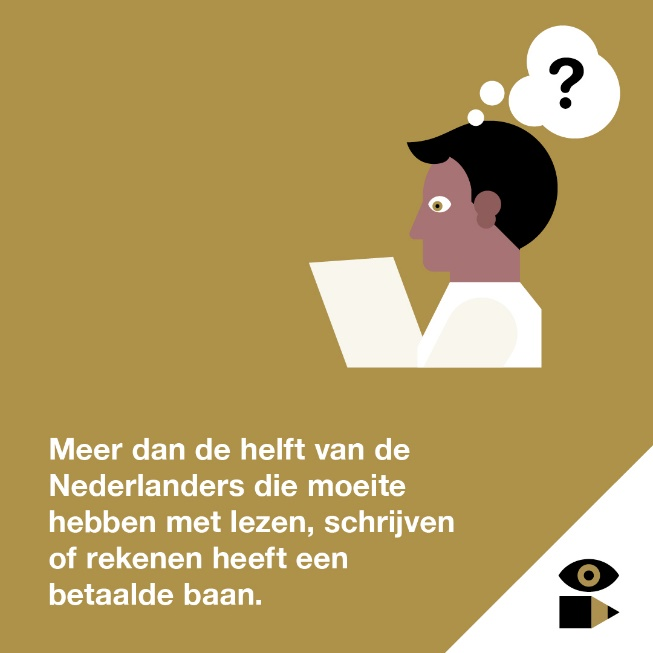 ?
Meer dan de helft van de
Nederlanders die moeite
hebben met lezen, schrijven
of rekenen heeft een
betaalde baan.